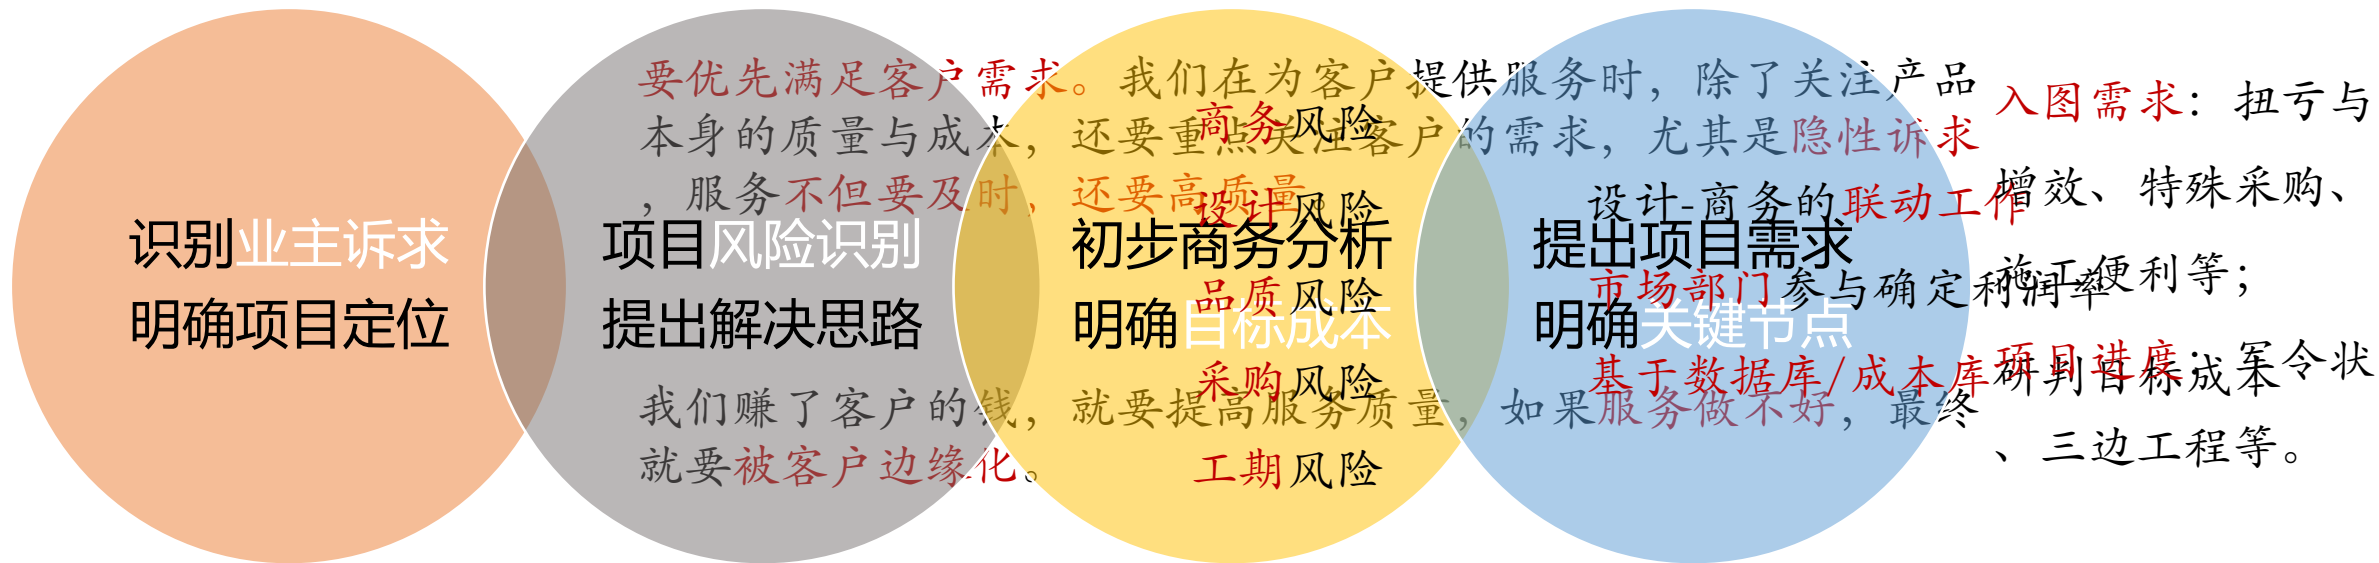 识别业主诉求
明确项目定位
项目风险识别
提出解决思路
初步商务分析
明确目标成本
提出项目需求
明确关键节点
要优先满足客户需求。我们在为客户提供服务时，除了关注产品
本身的质量与成本，还要重点关注客户的需求，尤其是隐性诉求
，服务不但要及时，还要高质量。
我们赚了客户的钱，就要提高服务质量，如果服务做不好，最终
就要被客户边缘化。
商务风险
设计风险
品质风险
采购风险
工期风险
设计-商务的联动工作
市场部门参与确定利润率
基于数据库/成本库研判目标成本
入图需求：扭亏与
增效、特殊采购、
施工便利等；
项目进度：军令状
、三边工程等。